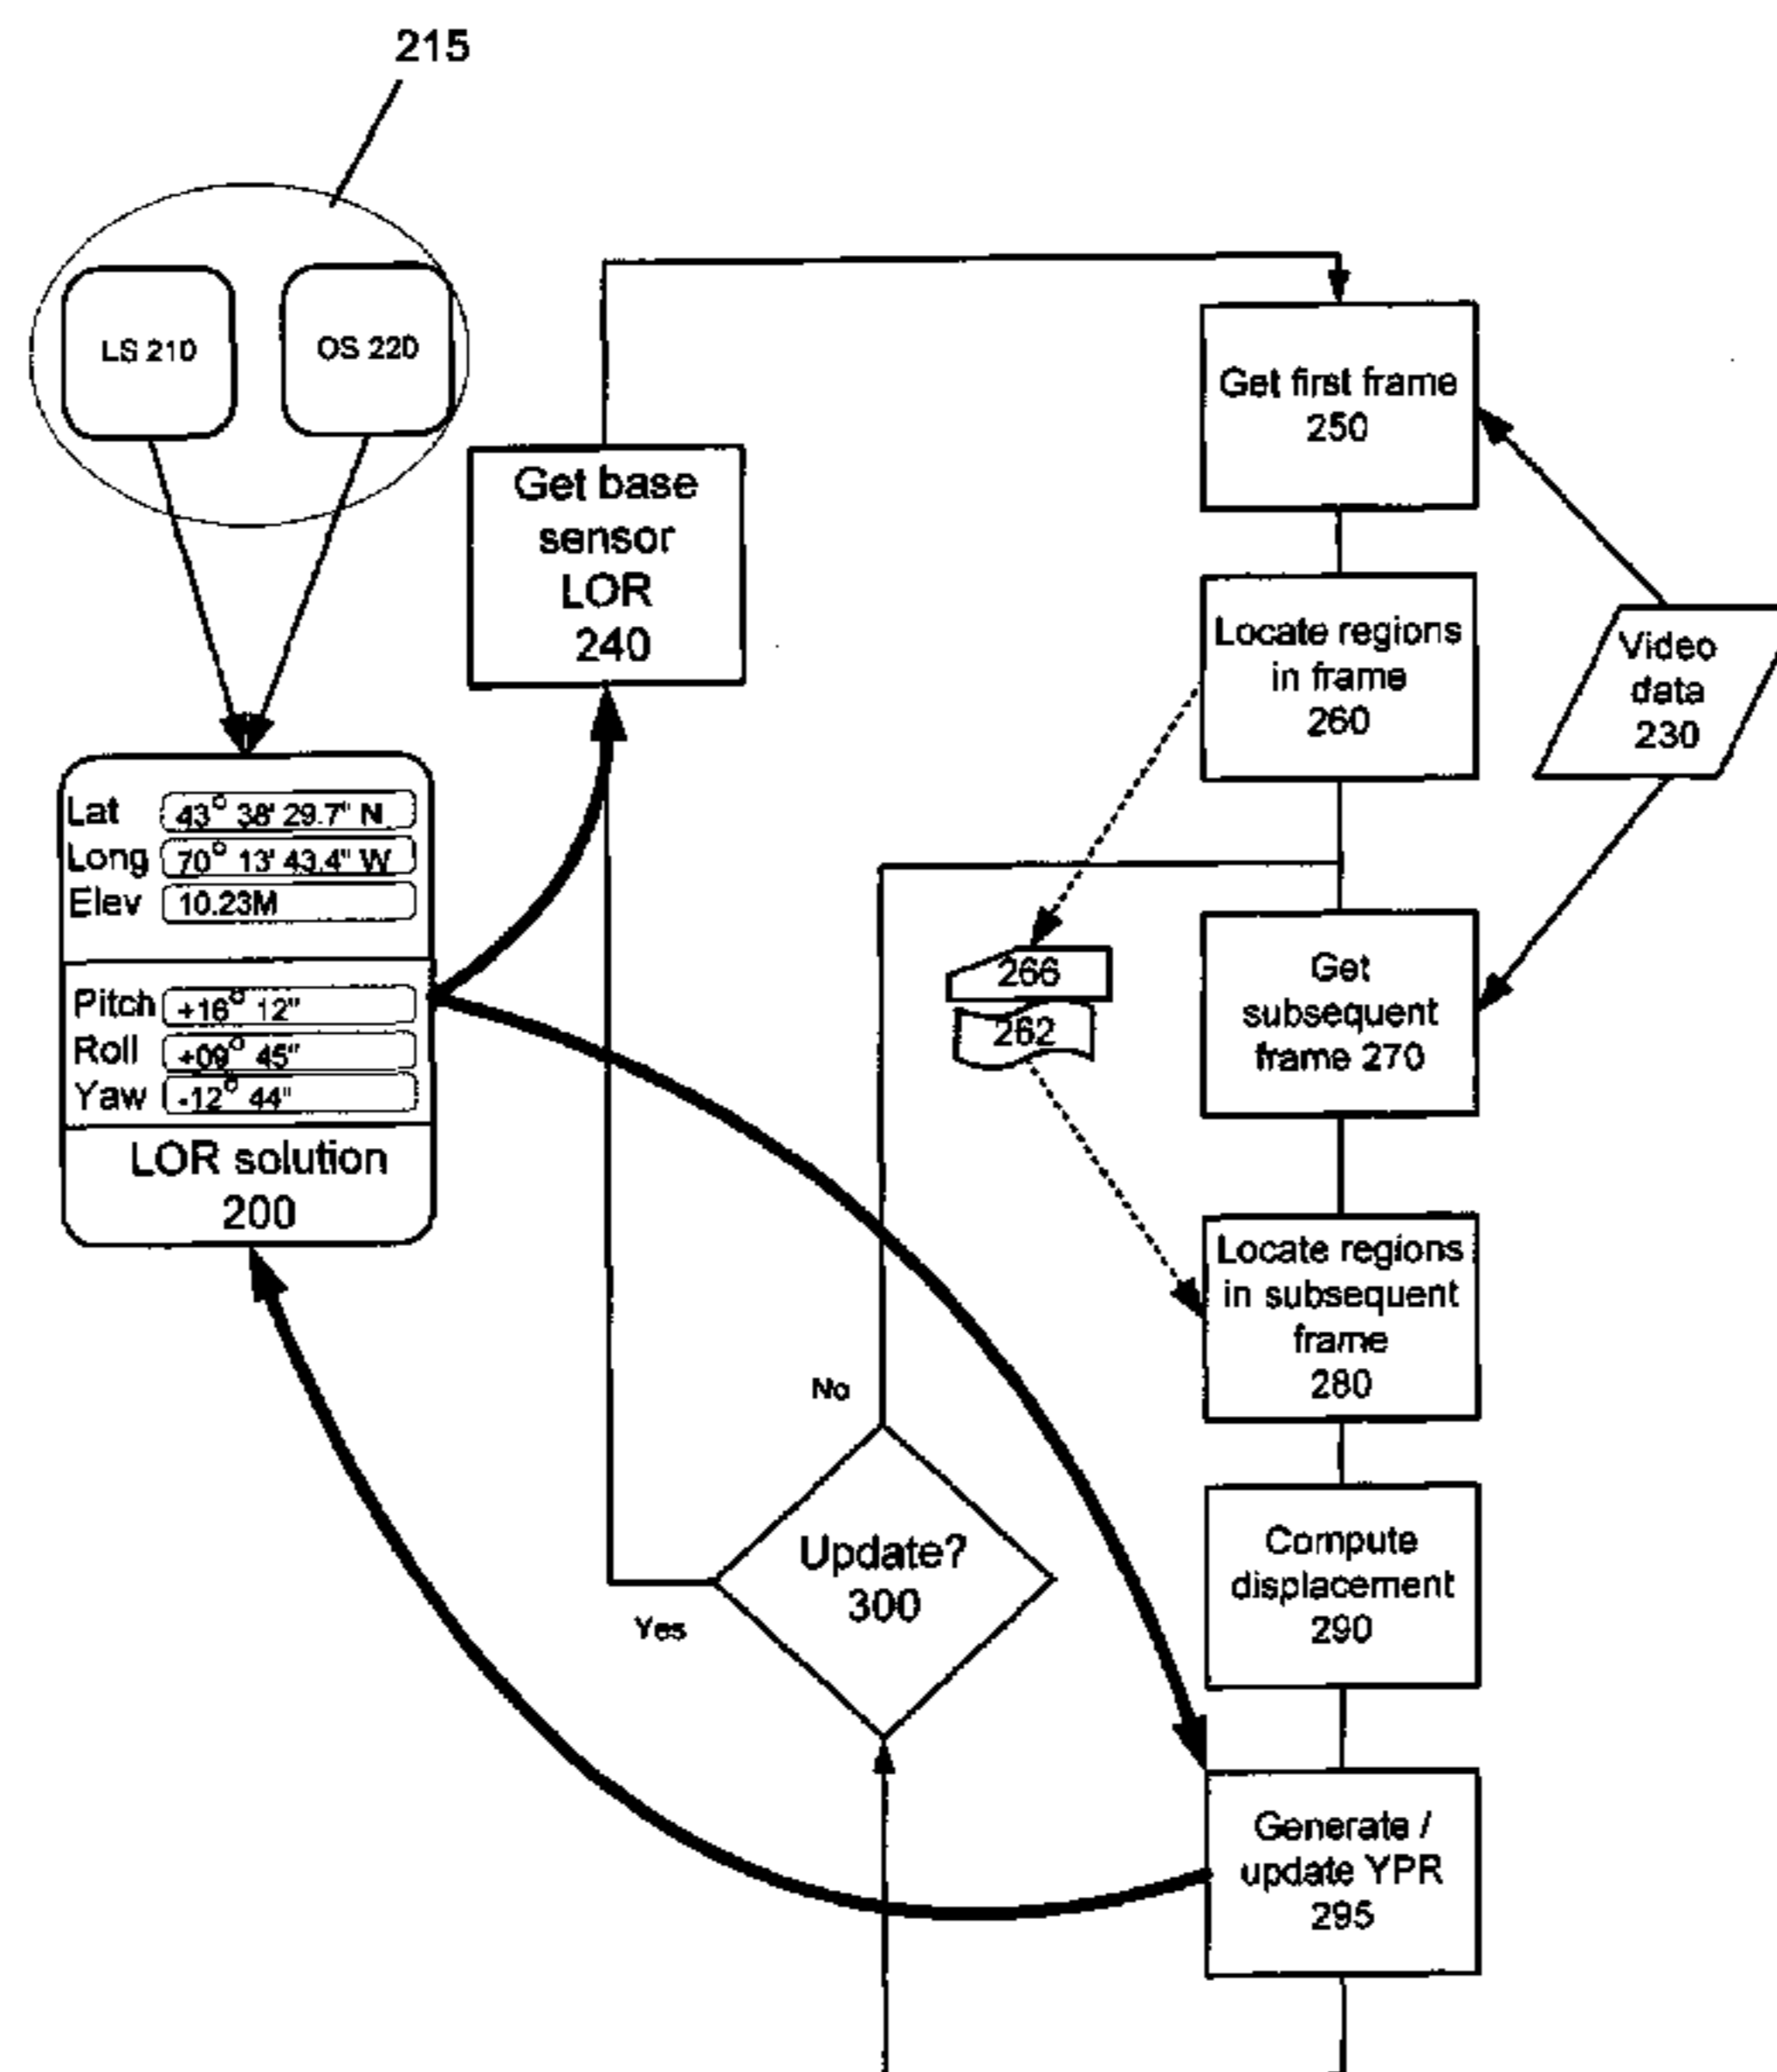 215
LS 210
OS 220
Get first frame
250
Get base
sensor
LOR
240
Locate regions
in frame
260
Video
data
230
Lat 43° 38' 29.7" N
Long 70° 13' 43.4" W
Elev 10.23M
Pitch +16° 12"
Roll +09° 45"
Yaw -12° 44"
LOR solution
200
266
262
Get
subsequent
frame 270
Locate regions
in subsequent
frame
280
No
Update?
300
Yes
Compute
displacement
290
Generate /
update YPR
295